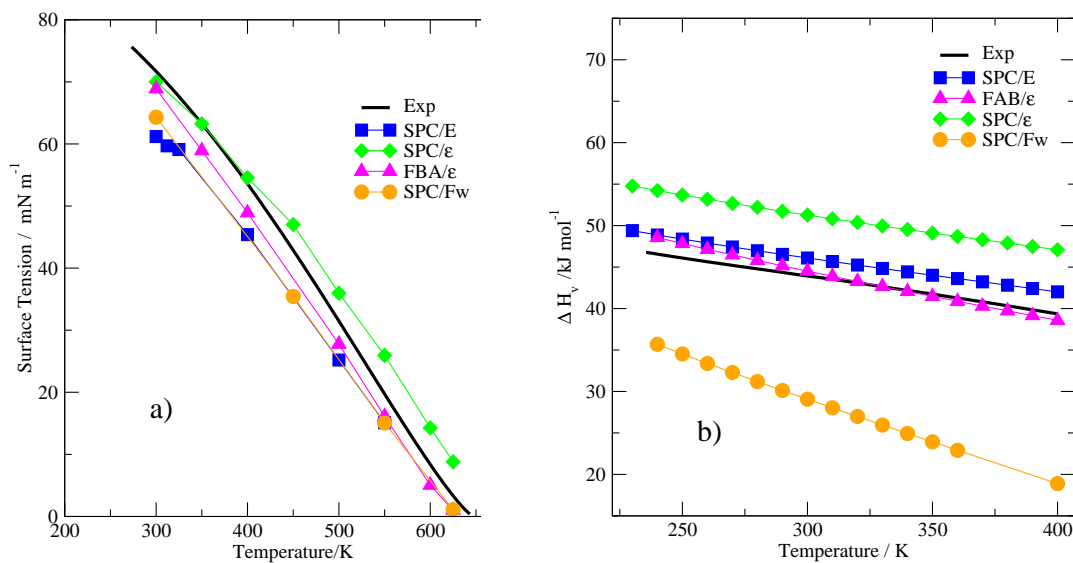 80
60
40
20
0
Surface Tension / mN m⁻¹
200
300
400
500
600
Temperature/K
Exp
SPC/E
SPC/ε
FBA/ε
SPC/Fw
a)
70
60
50
40
30
20
Δ Hᵥ /kJ mol⁻¹
250
300
350
400
Temperature / K
Exp
SPC/E
FAB/ε
SPC/ε
SPC/Fw
b)